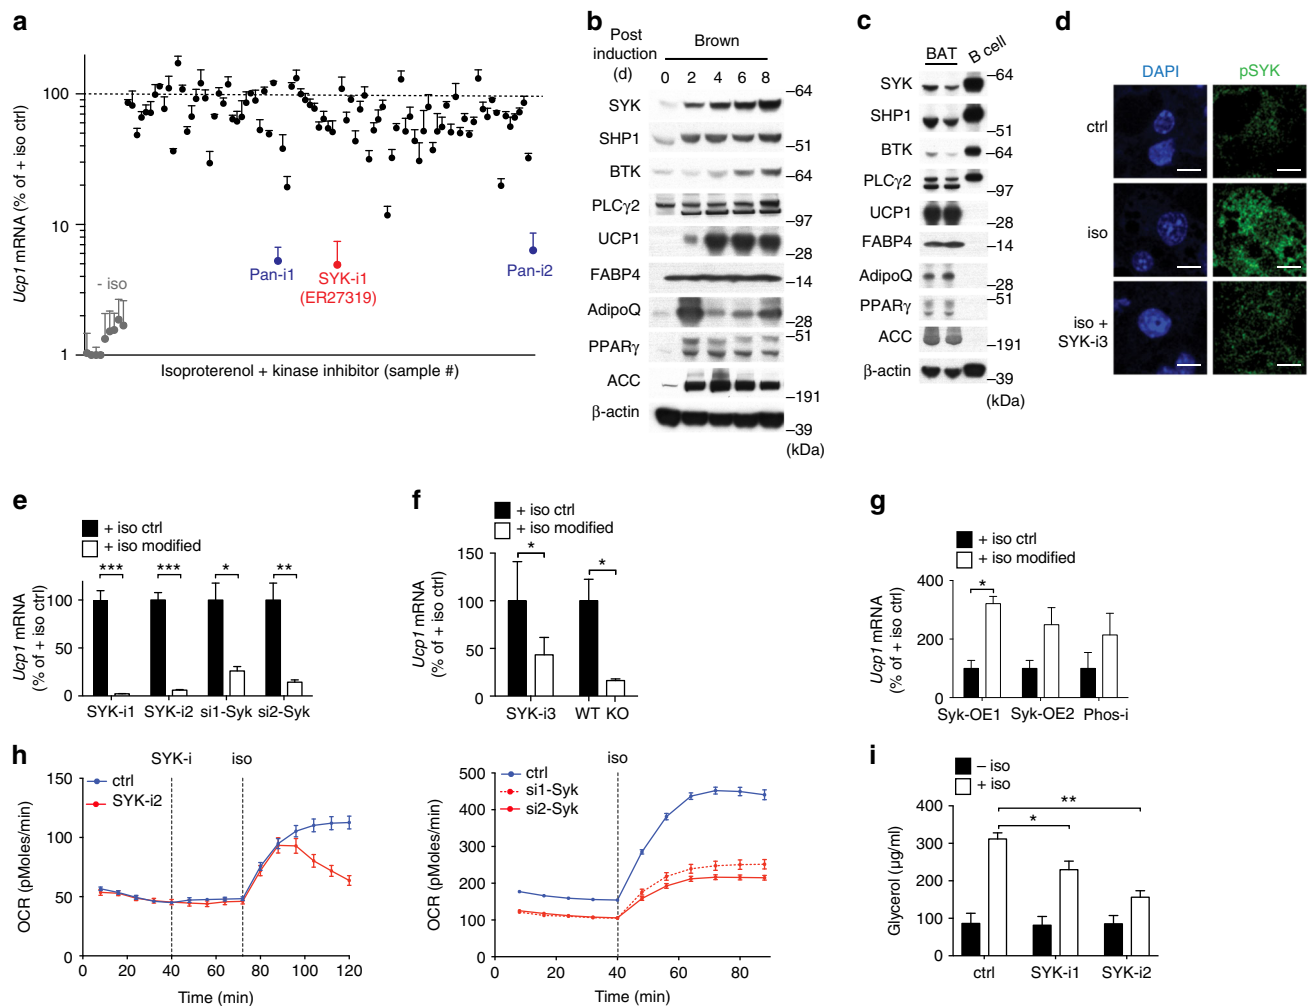 a
Ucp1 mRNA (% of + iso ctrl)
100
10
1
- iso
Pan-i1
SYK-i1
(ER27319)
Pan-i2
Isoproterenol + kinase inhibitor (sample #)
b
Post
induction
(d)
Brown
0 2 4 6 8
SYK
–64
SHP1
–51
BTK
–64
PLCγ2
–97
UCP1
–28
FABP4
–14
AdipoQ
–28
PPARγ
–51
ACC
–191
β-actin
–39
(kDa)
c
BAT
B cell
SYK
–64
SHP1
–51
BTK
–64
PLCγ2
–97
UCP1
–28
FABP4
–14
AdipoQ
–28
PPARγ
–51
ACC
–191
β-actin
–39
(kDa)
d
DAPI
pSYK
ctrl
iso
iso +
SYK-i3
e
+ iso ctrl
+ iso modified
Ucp1 mRNA
(% of + iso ctrl)
100
50
0
*** *** * **
SYK-i1 SYK-i2 si1-Syk si2-Syk
f
+ iso ctrl
+ iso modified
Ucp1 mRNA
(% of + iso ctrl)
150
100
50
0
* *
SYK-i3 WT KO
g
+ iso ctrl
+ iso modified
Ucp1 mRNA
(% of + iso ctrl)
400
200
0
*
Syk-OE1 Syk-OE2 Phos-i
h
SYK-i iso
ctrl
SYK-i2
OCR (pMoles/min)
150
100
50
0
0 20 40 60 80 100 120
Time (min)
iso
ctrl
si1-Syk
si2-Syk
OCR (pMoles/min)
500
400
300
200
100
0
0 20 40 60 80
Time (min)
i
– iso
+ iso
Glycerol (μg/ml)
400
300
200
100
0
**
*
ctrl SYK-i1 SYK-i2